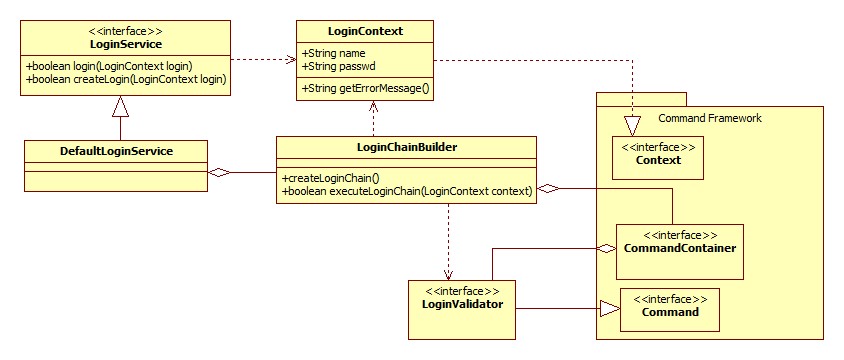 <<interface>>
LoginService
+boolean login(LoginContext login)
+boolean createLogin(LoginContext login)
LoginContext
+String name
+String passwd
+String getErrorMessage()
Command Framework
<<interface>>
Context
DefaultLoginService
LoginChainBuilder
+createLoginChain()
+boolean executeLoginChain(LoginContext context)
<<interface>>
CommandContainer
<<interface>>
LoginValidator
<<interface>>
Command